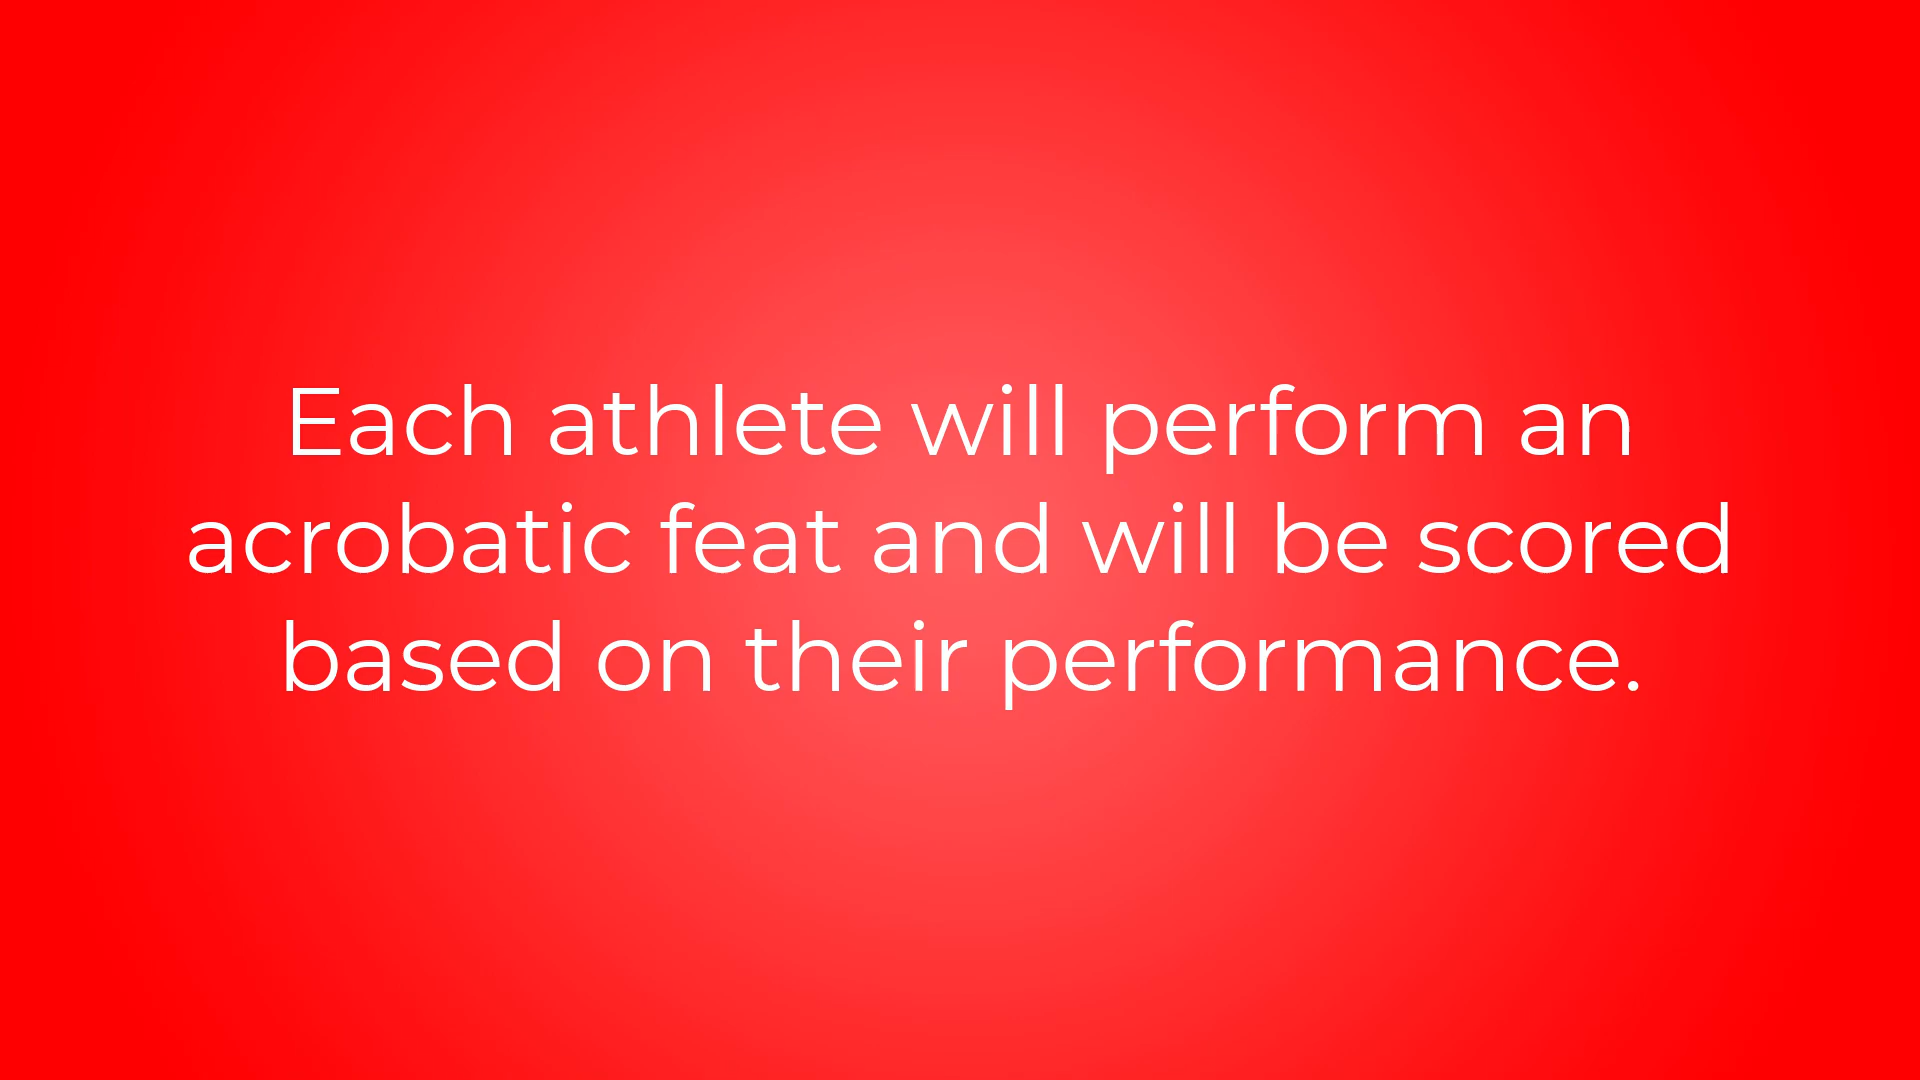 Each athlete will perform an
acrobatic feat and will be scored
based on their performance.